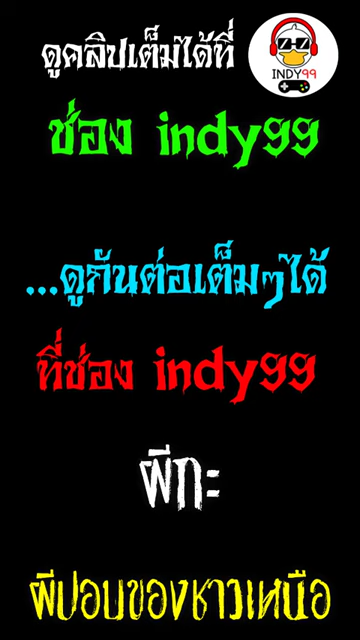 ดูคลิปเต็มได้ที่
INDY99
ช่อง indy99
...ดูกันต่อเต็มๆได้
ที่ช่อง indy99
ผีกะ
ผีปอบของชาวเหนือ